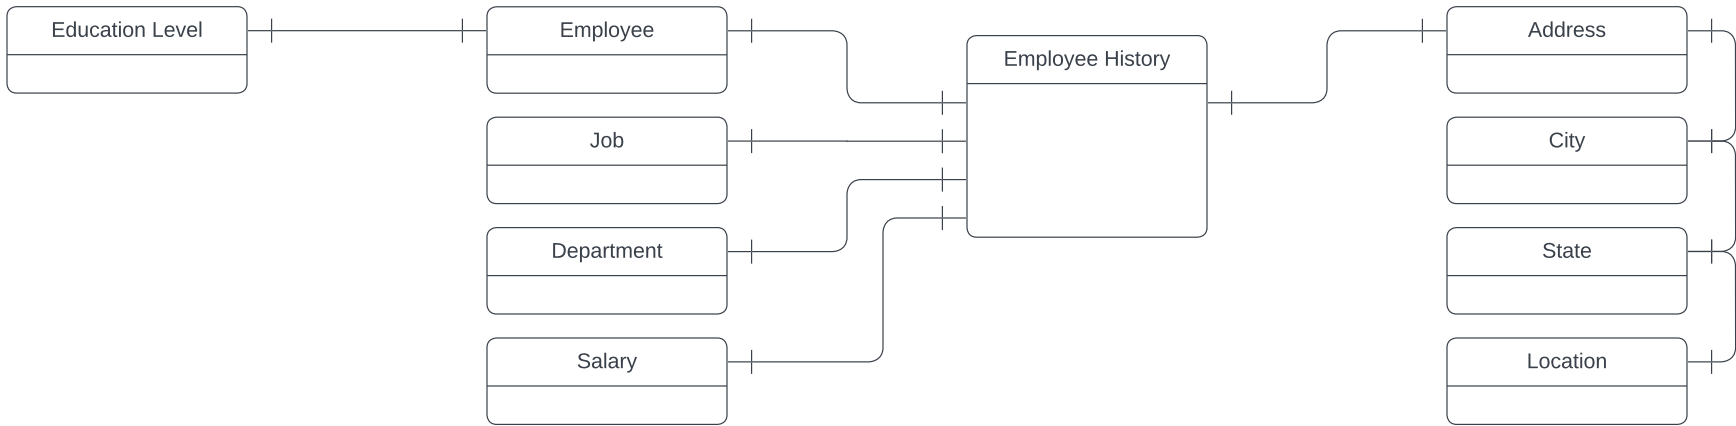 Education Level
Employee
Employee History
Address
Job
City
Department
State
Salary
Location